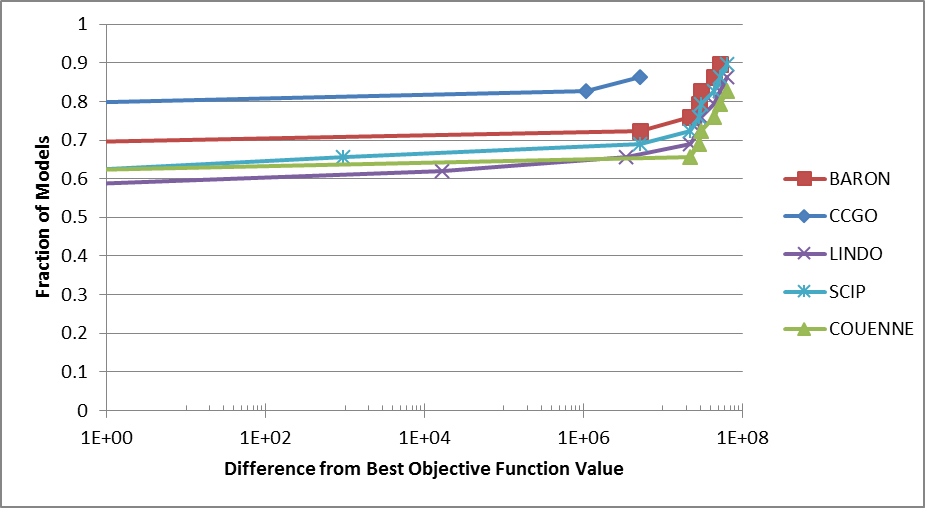 1
0.9
0.8
0.7
0.6
0.5
0.4
0.3
0.2
0.1
0
Fraction of Models
1E+00 1E+02 1E+04 1E+06 1E+08
Difference from Best Objective Function Value
BARON
CCGO
LINDO
SCIP
COUENNE